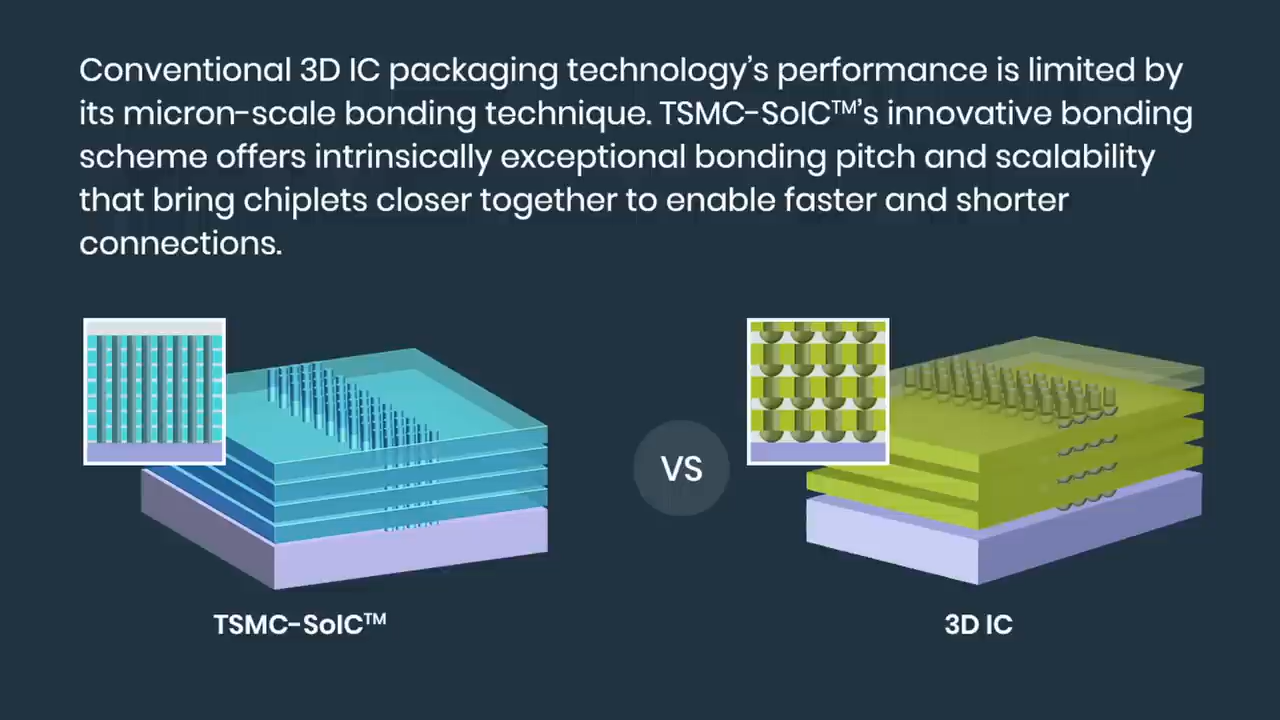 Conventional 3D IC packaging technology’s performance is limited by
its micron-scale bonding technique. TSMC-SoIC™’s innovative bonding
scheme offers intrinsically exceptional bonding pitch and scalability
that bring chiplets closer together to enable faster and shorter
connections.
VS
TSMC-SoIC™
3D IC